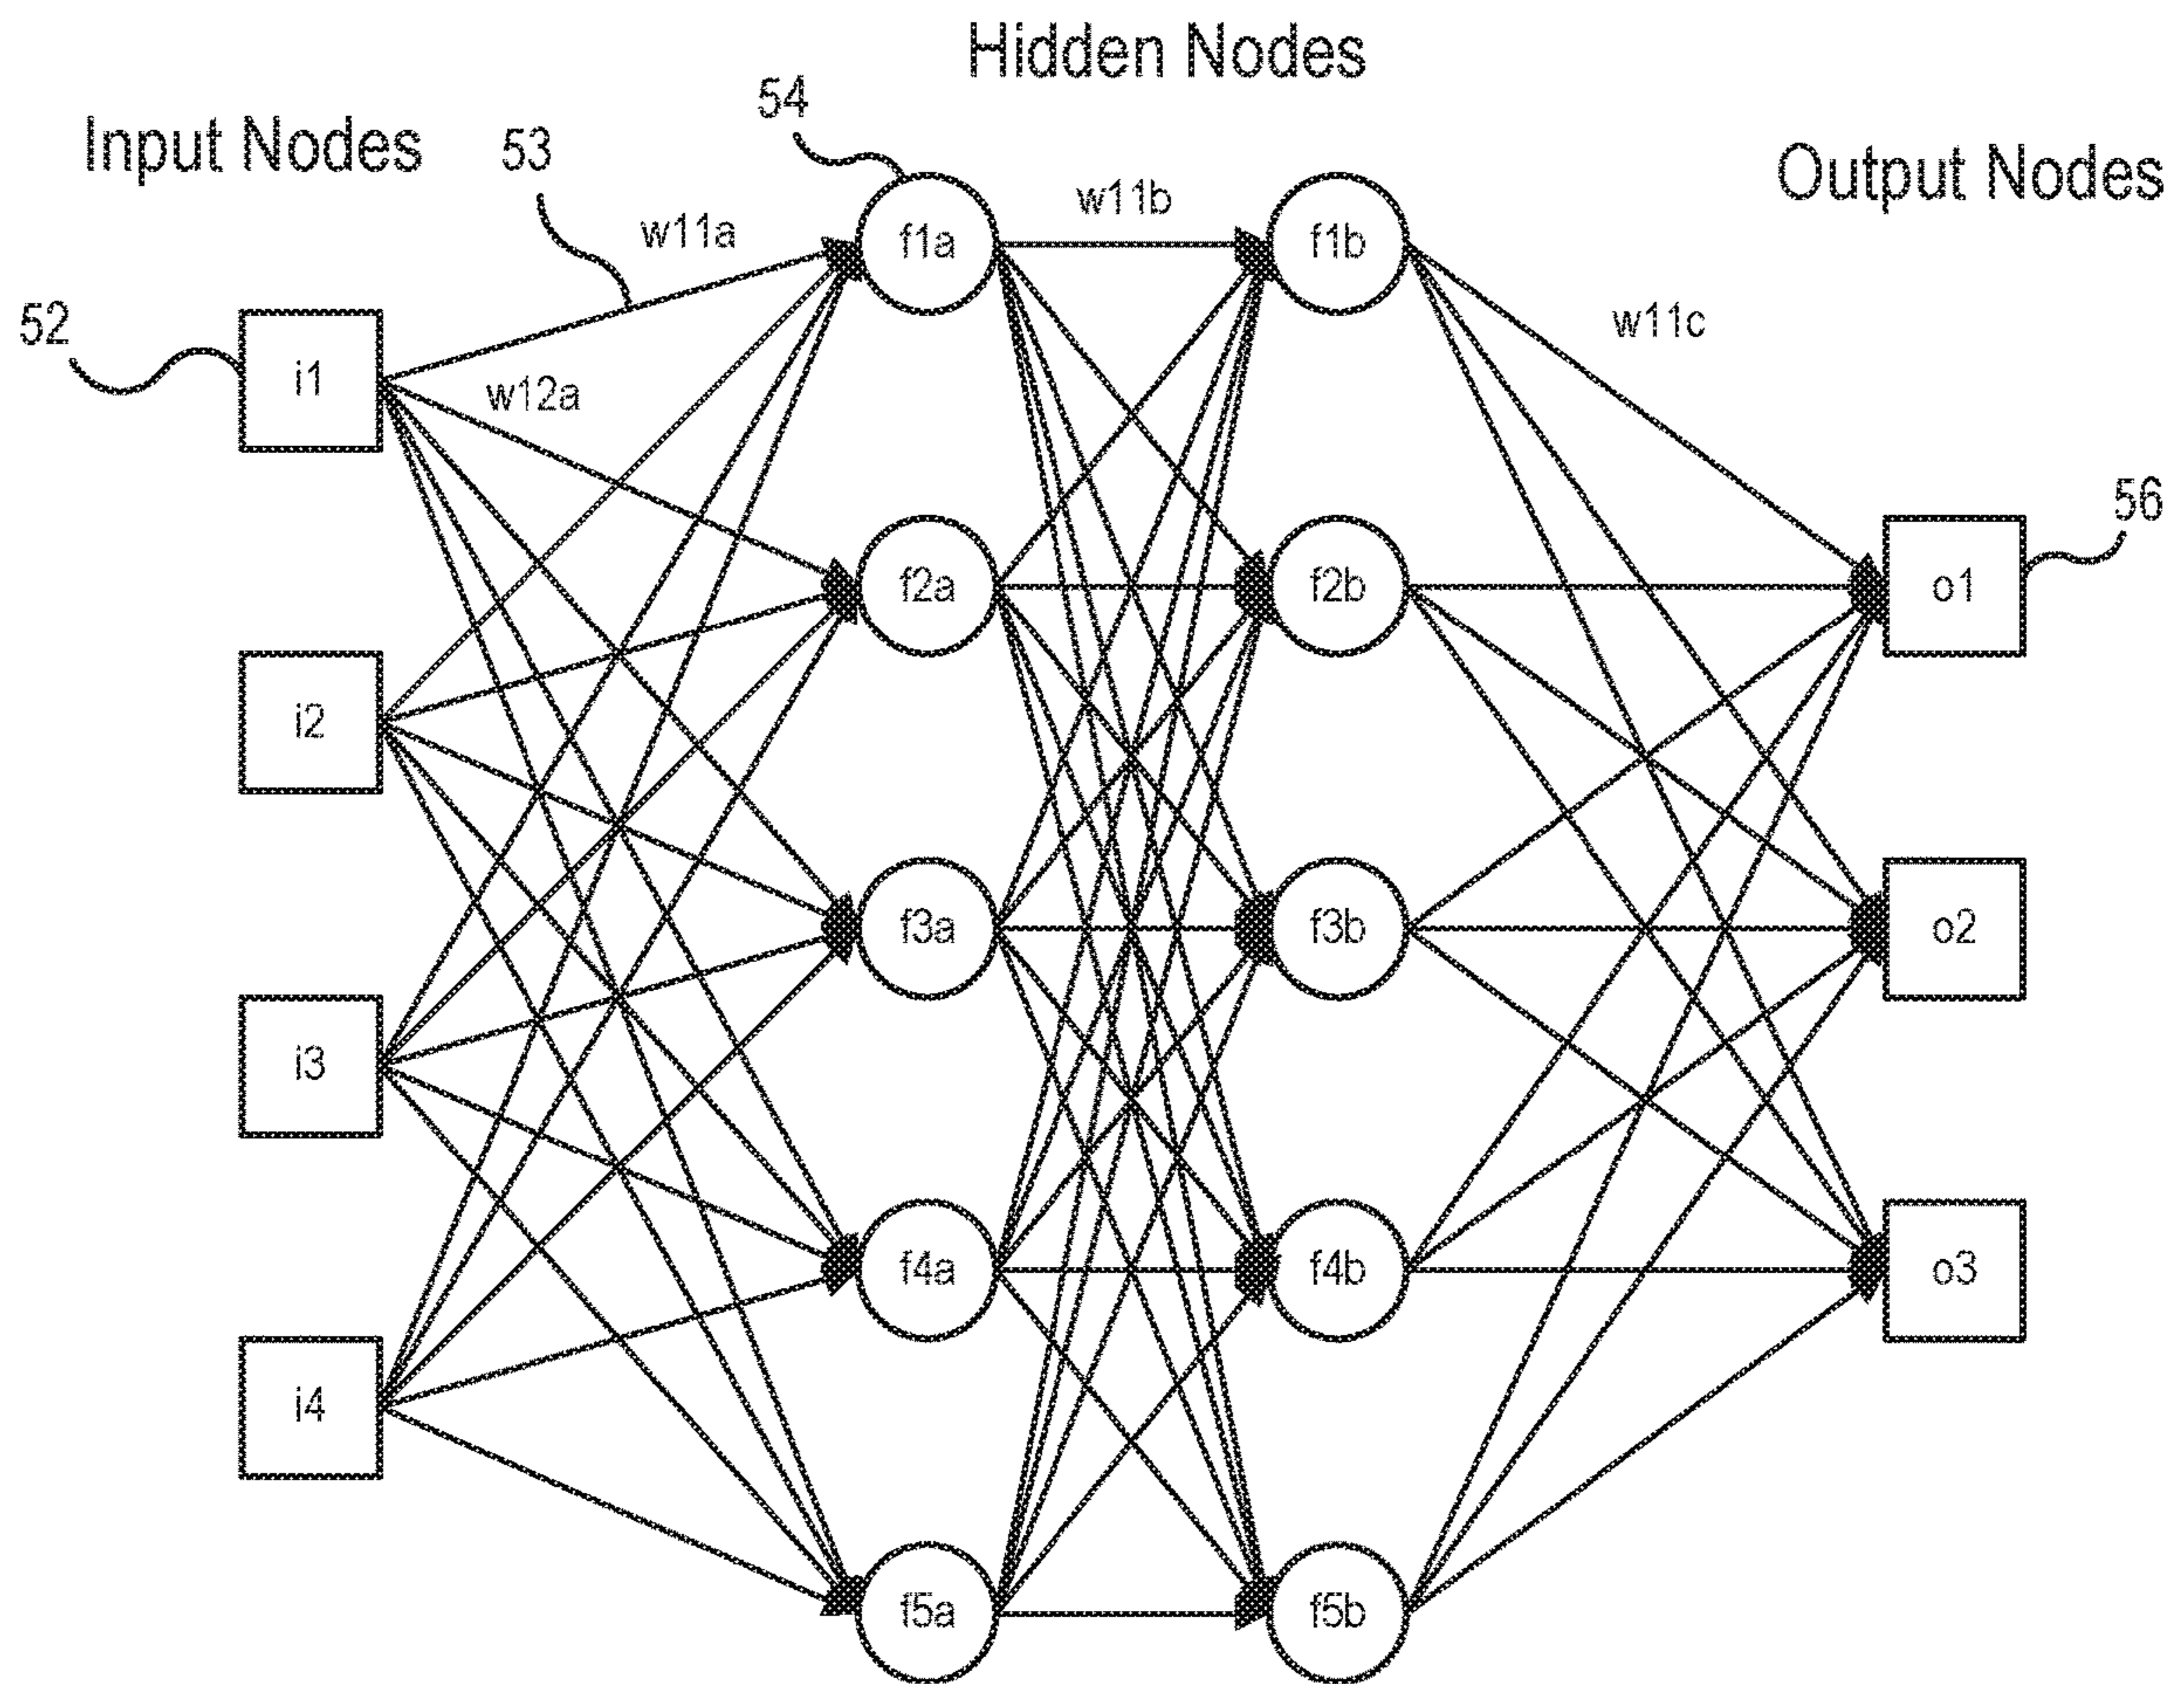 Hidden Nodes
Input Nodes
Output Nodes
54
53
52
56
w11a
w12a
w11b
w11c
i1
i2
i3
i4
f1a
f2a
f3a
f4a
f5a
f1b
f2b
f3b
f4b
f5b
o1
o2
o3